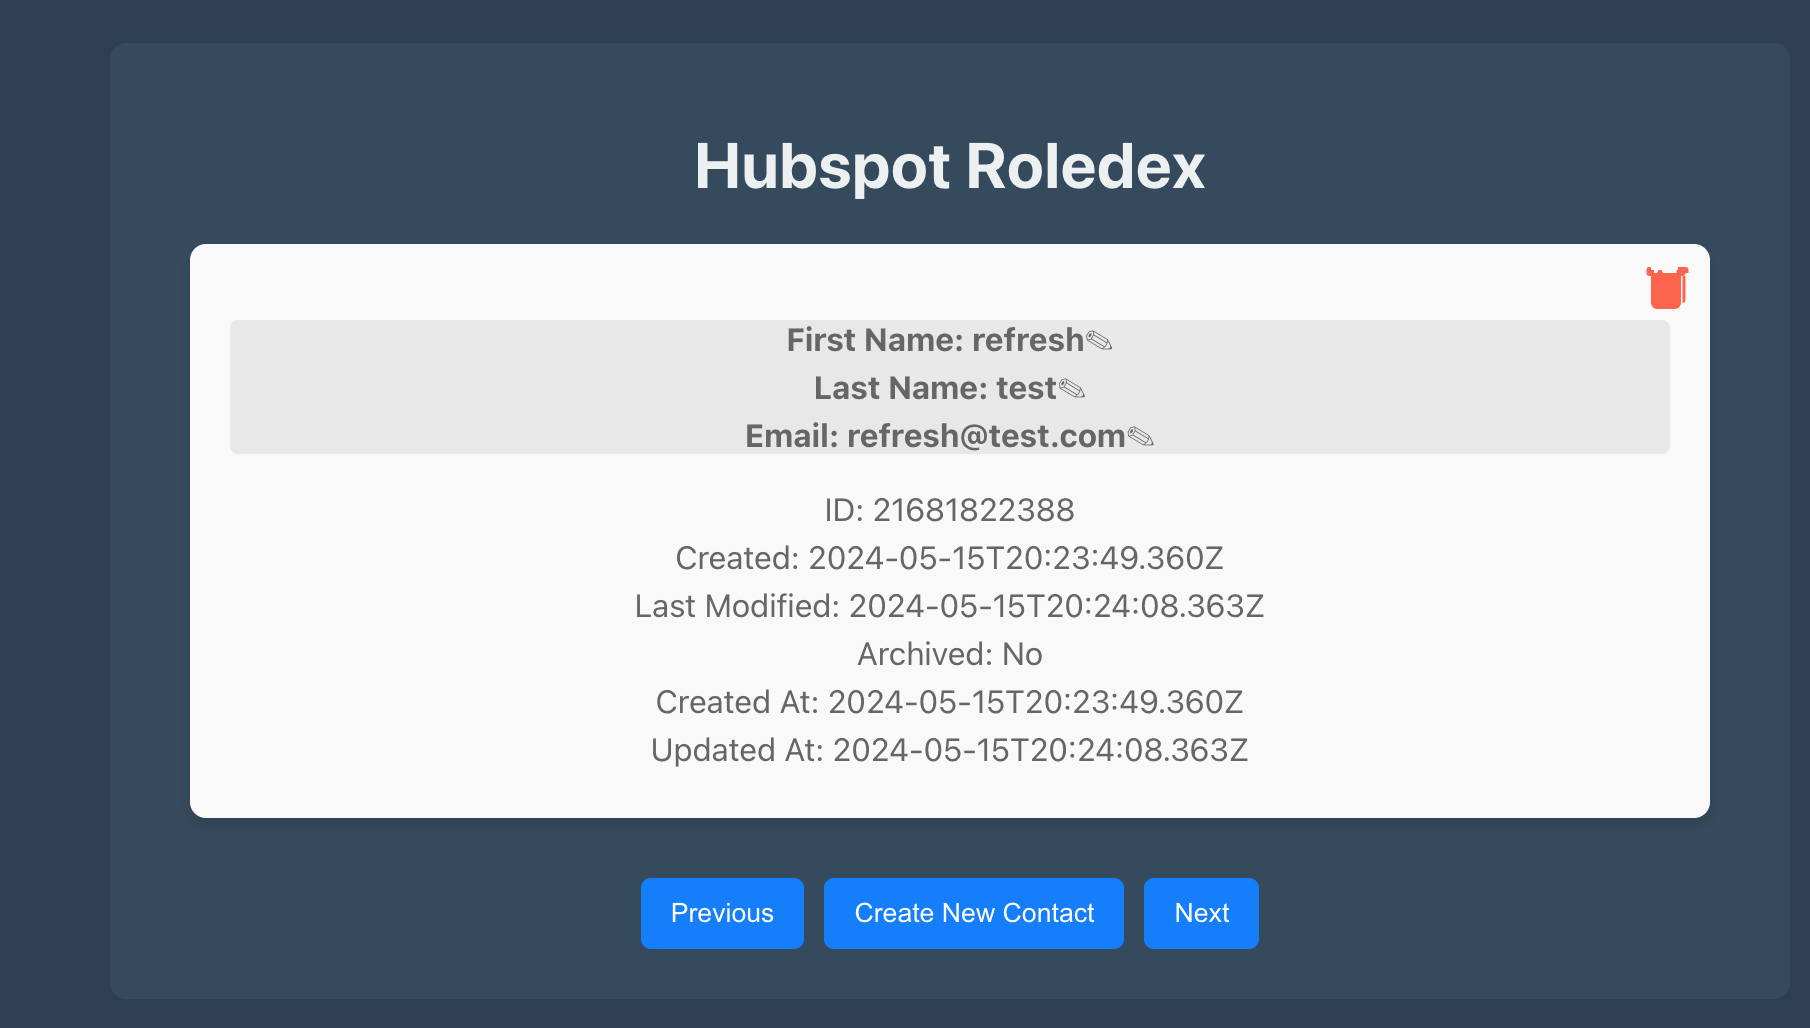 Hubspot Roledex
First Name: refresh✎
Last Name: test✎
Email: refresh@test.com✎
ID: 21681822388
Created: 2024-05-15T20:23:49.360Z
Last Modified: 2024-05-15T20:24:08.363Z
Archived: No
Created At: 2024-05-15T20:23:49.360Z
Updated At: 2024-05-15T20:24:08.363Z
Previous Create New Contact Next